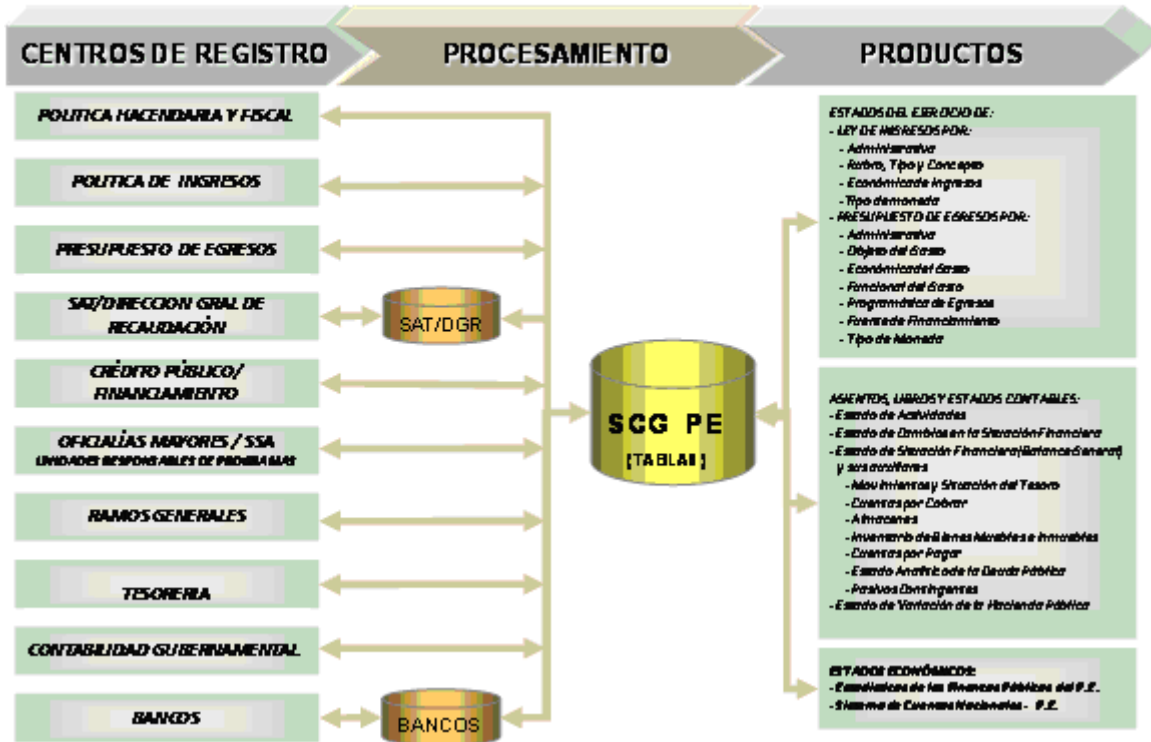 CENTROS DE REGISTRO
PROCESAMIENTO
PRODUCTOS
POLITICA HACENDARIA Y FISCAL
POLITICA DE INGRESOS
PRESUPUESTO DE EGRESOS
SAT/DIRECCION GRAL DE
RECAUDACIÓN
CRÉDITO PÚBLICO/
FINANCIAMIENTO
OFICIALÍAS MAYORES / SSA
UNIDADES RESPONSABLES DE PROGRAMAS
RAMOS GENERALES
TESORERIA
CONTABILIDAD GUBERNAMENTAL
BANCOS
SAT/DGR
BANCOS
SCG PE
(TABLAS)
ESTADOS DEL EJERCICIO DE:
- LEY DE INGRESOS POR:
- Administrativa
- Rubro, Tipo y Concepto
- Económica de Ingresos
- Tipo de moneda
- PRESUPUESTO DE EGRESOS POR:
- Administrativa
- Objeto del Gasto
- Económica del Gasto
- Funcional del Gasto
- Programática de Egresos
- Fuente de Financiamiento
- Tipo de Moneda
ASIENTOS, LIBROS Y ESTADOS CONTABLES:
- Estado de Actividades
- Estado de Cambios en la Situación Financiera
- Estado de Situación Financiera (Balance General)
y sus auxiliares
- Movimientos y Situación del Tesoro
- Cuentas por Cobrar
- Almacenes
- Inventario de Bienes Muebles e Inmuebles
- Cuentas por Pagar
- Estado Analítico de la Deuda Pública
- Pasivos Contingentes
- Estado de Variación de la Hacienda Pública
ESTADOS ECONÓMICOS:
- Estadísticas de las Finanzas Públicas del P.E.
- Sistema de Cuentas Nacionales - P.E.